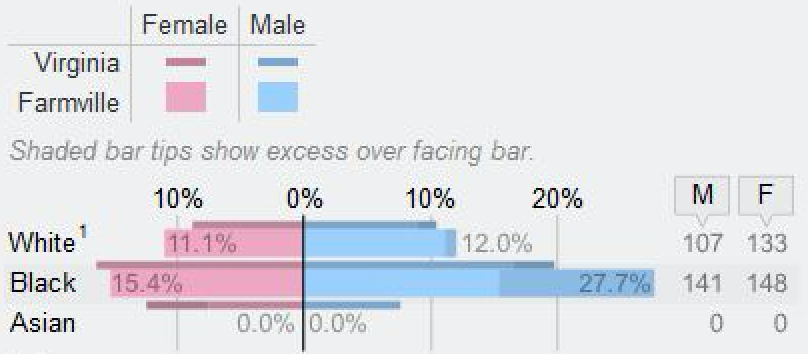 Female Male
Virginia
Farmville
Shaded bar tips show excess over facing bar.
10% 0% 10% 20% M F
White1 11.1% 12.0% 107 133
Black 15.4% 27.7% 141 148
Asian 0.0% 0.0% 0 0